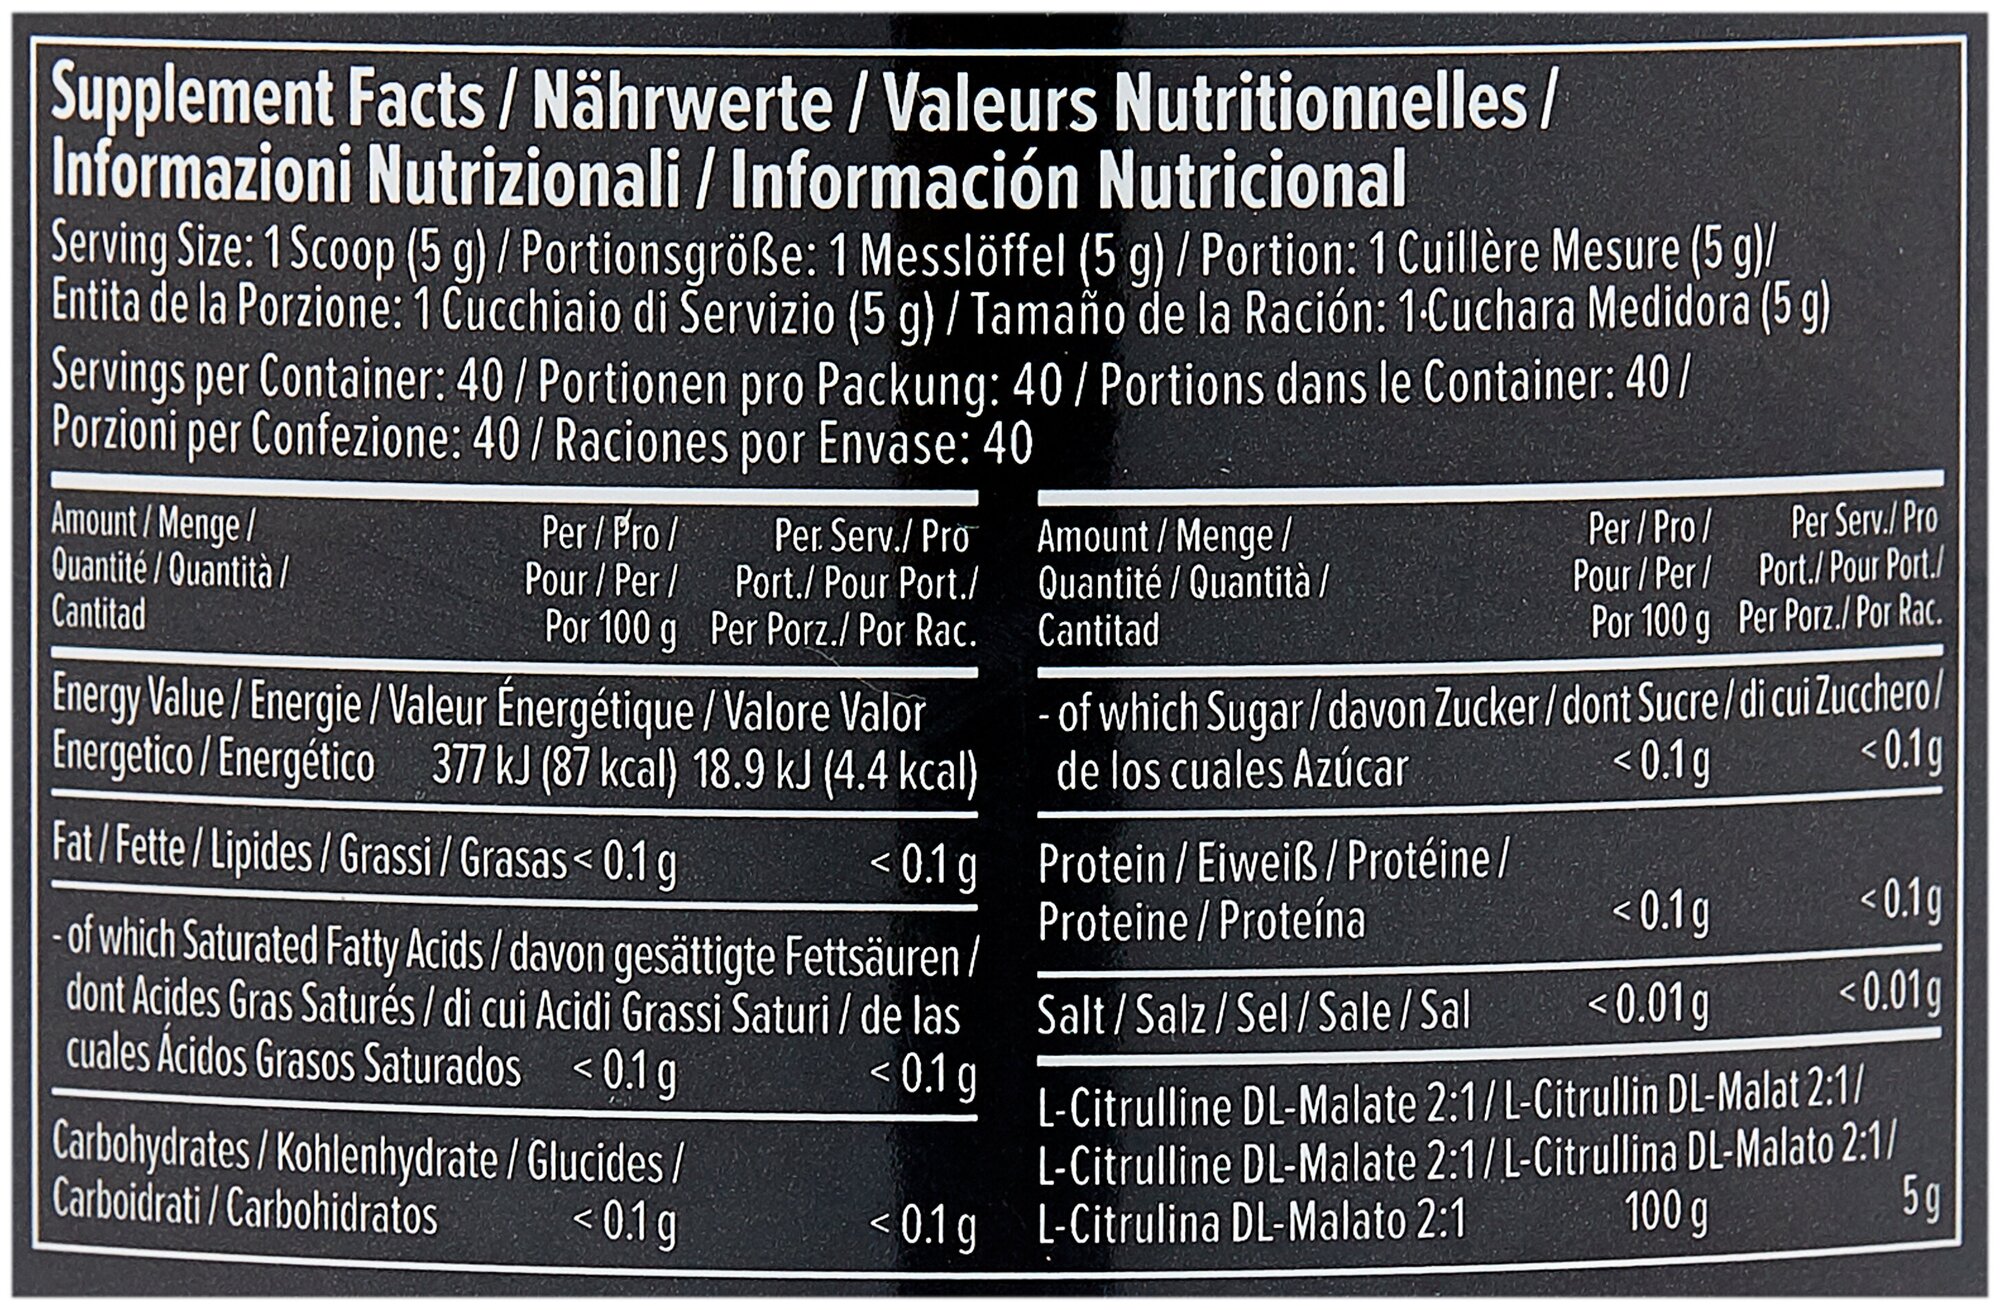 Supplement Facts / Nährwerte / Valeurs Nutritionnelles /
Informazioni Nutrizionali / Información Nutricional
Serving Size: 1 Scoop (5 g) / Portionsgröße: 1 Messlöffel (5 g) / Portion: 1 Cuillère Mesure (5 g)/
Entita de la Porzione: 1 Cucchiaio di Servizio (5 g) / Tamaño de la Ración: 1 Cuchara Medidora (5 g)
Servings per Container: 40 / Portionen pro Packung: 40 / Portions dans le Container: 40 /
Porzioni per Confezione: 40 / Raciones por Envase: 40
Amount / Menge / Per / Pro / Per Serv./ Pro
Quantité / Quantità / Pour / Per / Port./ Pour Port./
Cantitad Por 100 g Per Porz./ Por Rac.
Energy Value / Energie / Valeur Énergétique / Valore Valor
Energetico / Energético 377 kJ (87 kcal) 18.9 kJ (4.4 kcal)
Fat / Fette / Lipides / Grassi / Grasas < 0.1 g < 0.1 g
- of which Saturated Fatty Acids / davon gesättigte Fettsäuren /
dont Acides Gras Saturés / di cui Acidi Grassi Saturi / de las
cuales Ácidos Grasos Saturados < 0.1 g < 0.1 g
Carbohydrates / Kohlenhydrate / Glucides /
Carboidrati / Carbohidratos < 0.1 g < 0.1 g
Amount / Menge / Per / Pro / Per Serv./ Pro
Quantité / Quantità / Pour / Per / Port./ Pour Port./
Cantitad Por 100 g Per Porz./ Por Rac.
- of which Sugar / davon Zucker / dont Sucre / di cui Zucchero /
de los cuales Azúcar < 0.1 g < 0.1 g
Protein / Eiweiß / Protéine /
Proteine / Proteína < 0.1 g < 0.1 g
Salt / Salz / Sel / Sale / Sal < 0.01 g < 0.01 g
L-Citrulline DL-Malate 2:1 / L-Citrullin DL-Malat 2:1/
L-Citrulline DL-Malate 2:1 / L-Citrullina DL-Malato 2:1/
L-Citrulina DL-Malato 2:1 100 g 5 g